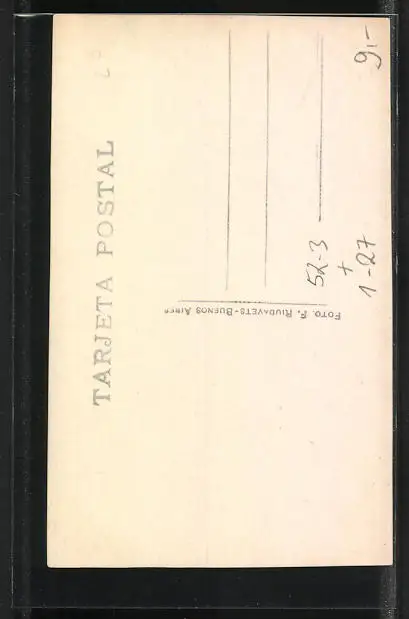 TARJETA POSTAL
FOTO. F. RIUDAVETS-BUENOS AIRES
9,-
52-3
+
1-27